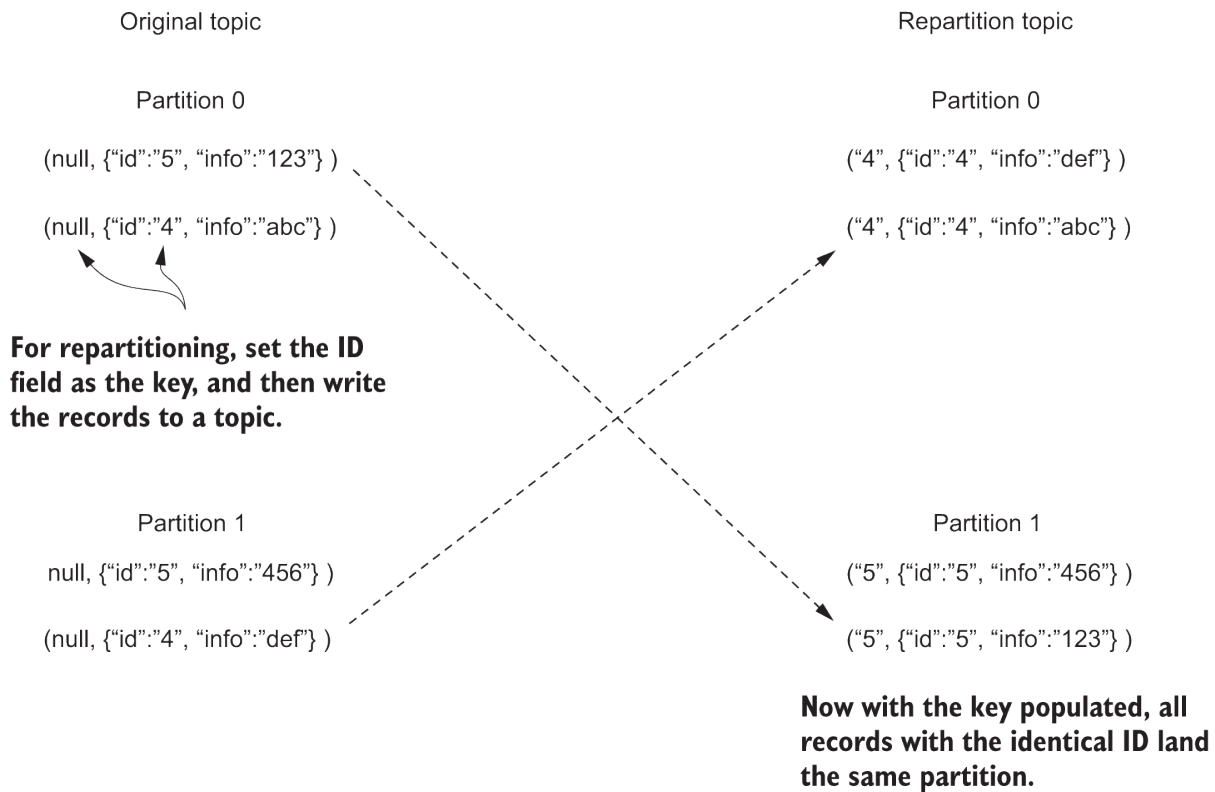 Original topic
Repartition topic
Partition 0
Partition 0
(null, {“id”:”5”, “info”:”123”} )
(“4”, {“id”:”4”, “info”:”def”} )
(null, {“id”:”4”, “info”:”abc”} )
(“4”, {“id”:”4”, “info”:”abc”} )
For repartitioning, set the ID
field as the key, and then write
the records to a topic.
Partition 1
Partition 1
null, {“id”:”5”, “info”:”456”} )
(“5”, {“id”:”5”, “info”:”456”} )
(null, {“id”:”4”, “info”:”def”} )
(“5”, {“id”:”5”, “info”:”123”} )
Now with the key populated, all
records with the identical ID land
the same partition.